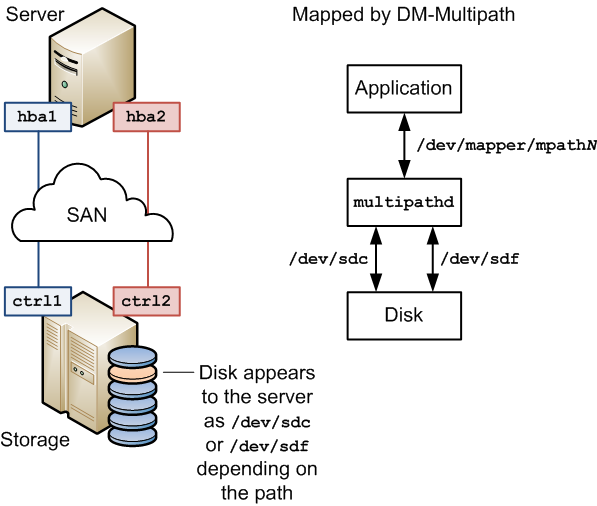 Server
hba1
hba2
SAN
ctrl1
ctrl2
Storage
Disk appears
to the server
as /dev/sdc
or /dev/sdf
depending on
the path
Mapped by DM-Multipath
Application
/dev/mapper/mpathN
multipathd
/dev/sdc
/dev/sdf
Disk